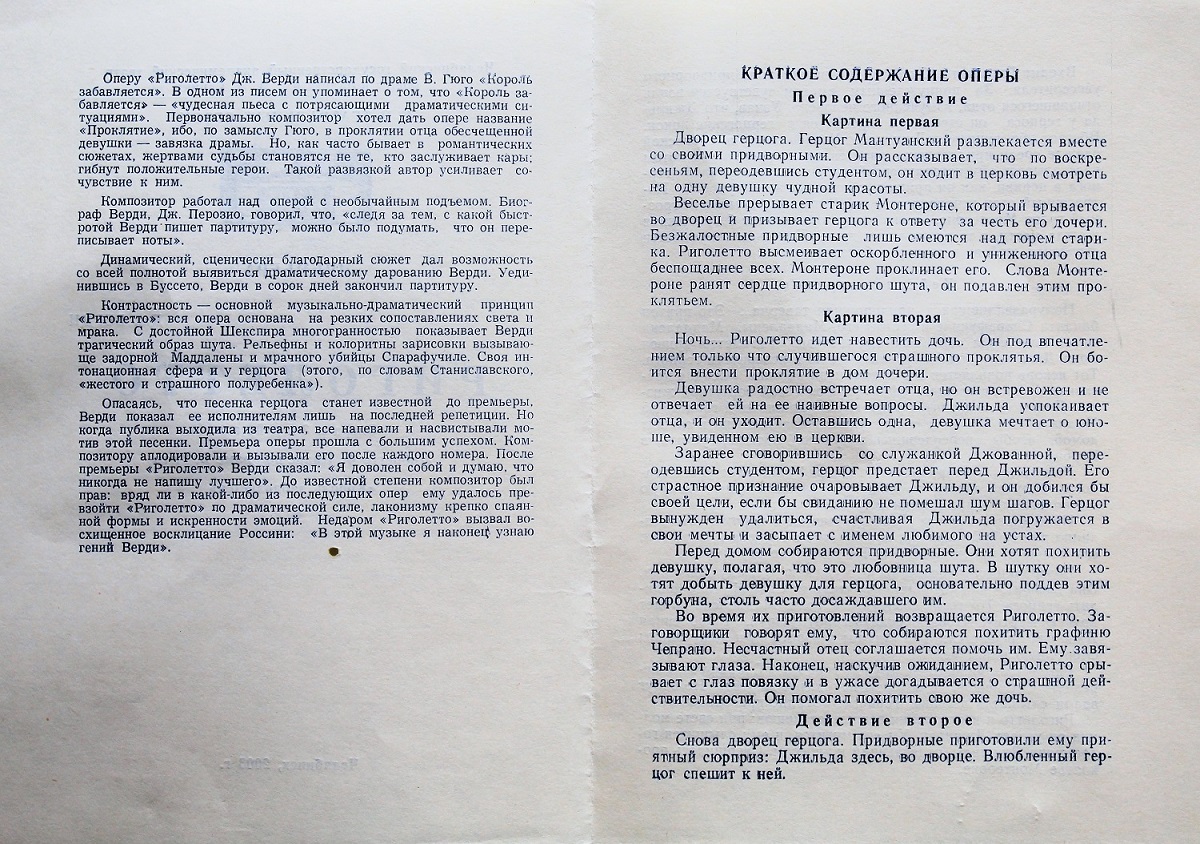 Оперу «Риголетто» Дж. Верди написал по драме В. Гюго «Король
забавляется». В одном из писем он упоминает о том, что «Король за-
бавляется» — «чудесная пьеса с потрясающими драматическими си-
туациями». Первоначально композитор хотел дать опере название
«Проклятие», ибо, по замыслу Гюго, в проклятии отца обесчещенной
девушки — завязка драмы. Но, как часто бывает в романтических
сюжетах, жертвами судьбы становятся не те, кто заслуживает кары;
гибнут положительные герои. Такой развязкой автор усиливает со-
чувствие к ним.
Композитор работал над оперой с необычайным подъемом. Биог-
раф Верди, Дж. Перозио, говорил, что, «следя за тем, с какой быст-
ротой Верди пишет партитуру, можно было подумать, что он пере-
писывает ноты».
Динамический, сценически благодарный сюжет дал возможность
со всей полнотой выявиться драматическому дарованию Верди. Уеди-
нившись в Буссето, Верди в сорок дней закончил партитуру.
Контрастность — основной музыкально-драматический принцип
«Риголетто»: вся опера основана на резких сопоставлениях света и
мрака. С достойной Шекспира многогранностью показывает Верди
трагический образ шута. Рельефны и колоритны зарисовки вызываю-
ще задорной Маддалены и мрачного убийцы Спарафучиле. Своя ин-
тонационная сфера и у герцога (этого, по словам Станиславского,
«жестого и страшного полуребенка»).
Опасаясь, что песенка герцога станет известной до премьеры,
Верди показал ее исполнителям лишь на последней репетиции. Но
когда публика выходила из театра, все напевали и насвистывали мо-
тив этой песенки. Премьера оперы прошла с большим успехом. Ком-
позитору аплодировали и вызывали его после каждого номера. После
премьеры «Риголетто» Верди сказал: «Я доволен собой и думаю, что
никогда не напишу лучшего». До известной степени композитор был
прав: вряд ли в какой-либо из последующих опер ему удалось пре-
взойти «Риголетто» по драматической силе, лаконизму крепко спаян-
ной формы и искренности эмоций. Недаром «Риголетто» вызвал во-
схищенное восклицание Россини: «В этой музыке я наконец узнаю
гений Верди».
КРАТКОЕ СОДЕРЖАНИЕ ОПЕРЫ
Первое действие
Картина первая
Дворец герцога. Герцог Мантуанский развлекается вместе
со своими придворными. Он рассказывает, что по воскре-
сеньям, переодевшись студентом, он ходит в церковь смотреть
на одну девушку чудной красоты.
Веселье прерывает старик Монтероне, который врывается
во дворец и призывает герцога к ответу за честь его дочери.
Безжалостные придворные лишь смеются над горем стари-
ка. Риголетто высмеивает оскорбленного и униженного отца
беспощаднее всех. Монтероне проклинает его. Слова Монте-
роне ранят сердце придворного шута, он подавлен этим про-
клятьем.
Картина вторая
Ночь... Риголетто идет навестить дочь. Он под впечатле-
нием только что случившегося страшного проклятья. Он бо-
ится внести проклятие в дом дочери.
Девушка радостно встречает отца, но он встревожен и не
отвечает ей на ее наивные вопросы. Джильда успокаивает
отца, и он уходит. Оставшись одна, девушка мечтает о юно-
ше, увиденном ею в церкви.
Заранее сговорившись со служанкой Джованной, пере-
одевшись студентом, герцог предстает перед Джильдой. Его
страстное признание очаровывает Джильду, и он добился бы
своей цели, если бы свиданию не помешал шум шагов. Герцог
вынужден удалиться, счастливая Джильда погружается в
свои мечты и засыпает с именем любимого на устах.
Перед домом собираются придворные. Они хотят похитить
девушку, полагая, что это любовница шута. В шутку они хо-
тят добыть девушку для герцога, основательно поддев этим
горбуна, столь часто досаждавшего им.
Во время их приготовлений возвращается Риголетто. За-
говорщики говорят ему, что собираются похитить графиню
Чепрано. Несчастный отец соглашается помочь им. Ему завя-
зывают глаза. Наконец, наскучив ожиданием, Риголетто сры-
вает с глаз повязку и в ужасе догадывается о страшной дей-
ствительности. Он помогал похитить свою же дочь.
Действие второе
Снова дворец герцога. Придворные приготовили ему при-
ятный сюрприз: Джильда здесь, во дворце. Влюбленный гер-
цог спешит к ней.